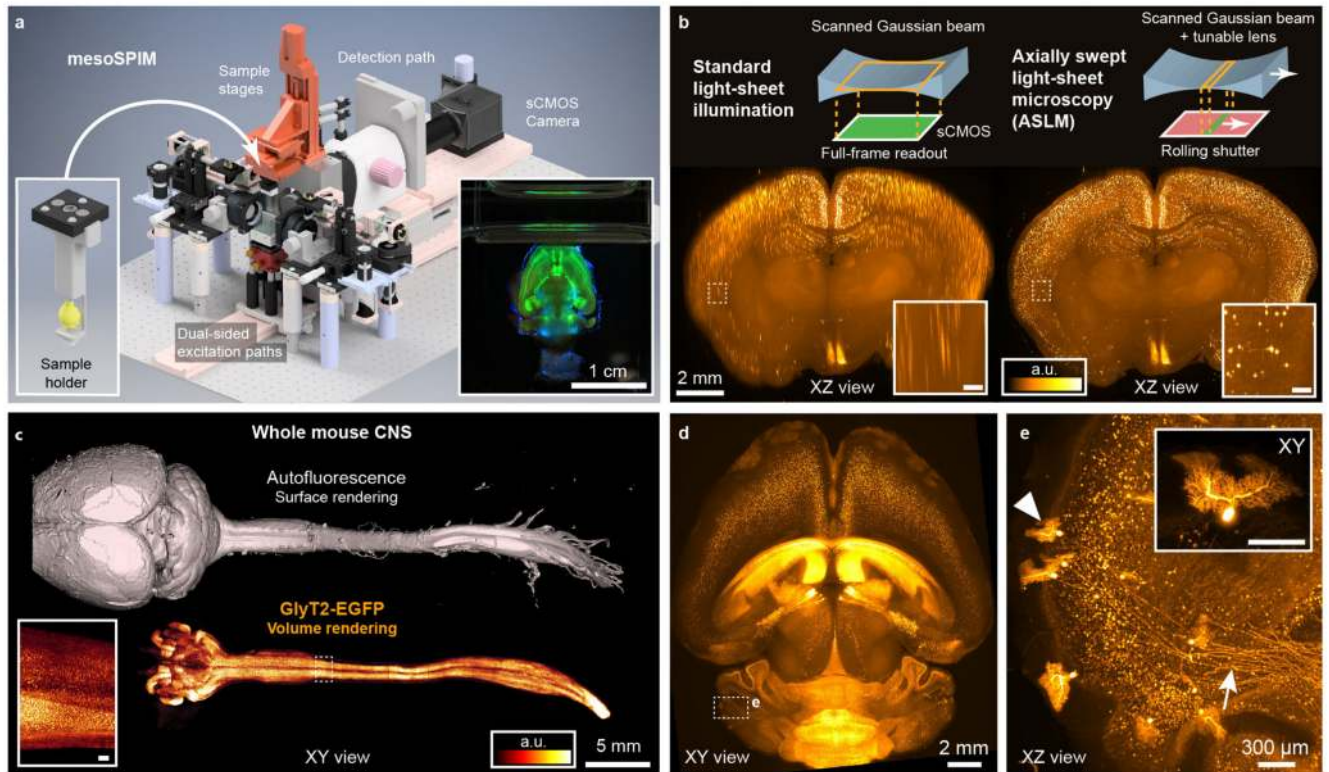 a
mesoSPIM
Sample
stages
Detection path
sCMOS
Camera
Dual-sided
excitation paths
Sample
holder
1 cm
b
Standard
light-sheet
illumination
Scanned Gaussian beam
sCMOS
Full-frame readout
Axially swept
light-sheet
microscopy
(ASLM)
Scanned Gaussian beam
+ tunable lens
Rolling shutter
2 mm
XZ view
a.u.
XZ view
c
Whole mouse CNS
Autofluorescence
Surface rendering
GlyT2-EGFP
Volume rendering
XY view
a.u.
5 mm
d
e
XY view
2 mm
e
XY
XZ view
300 µm